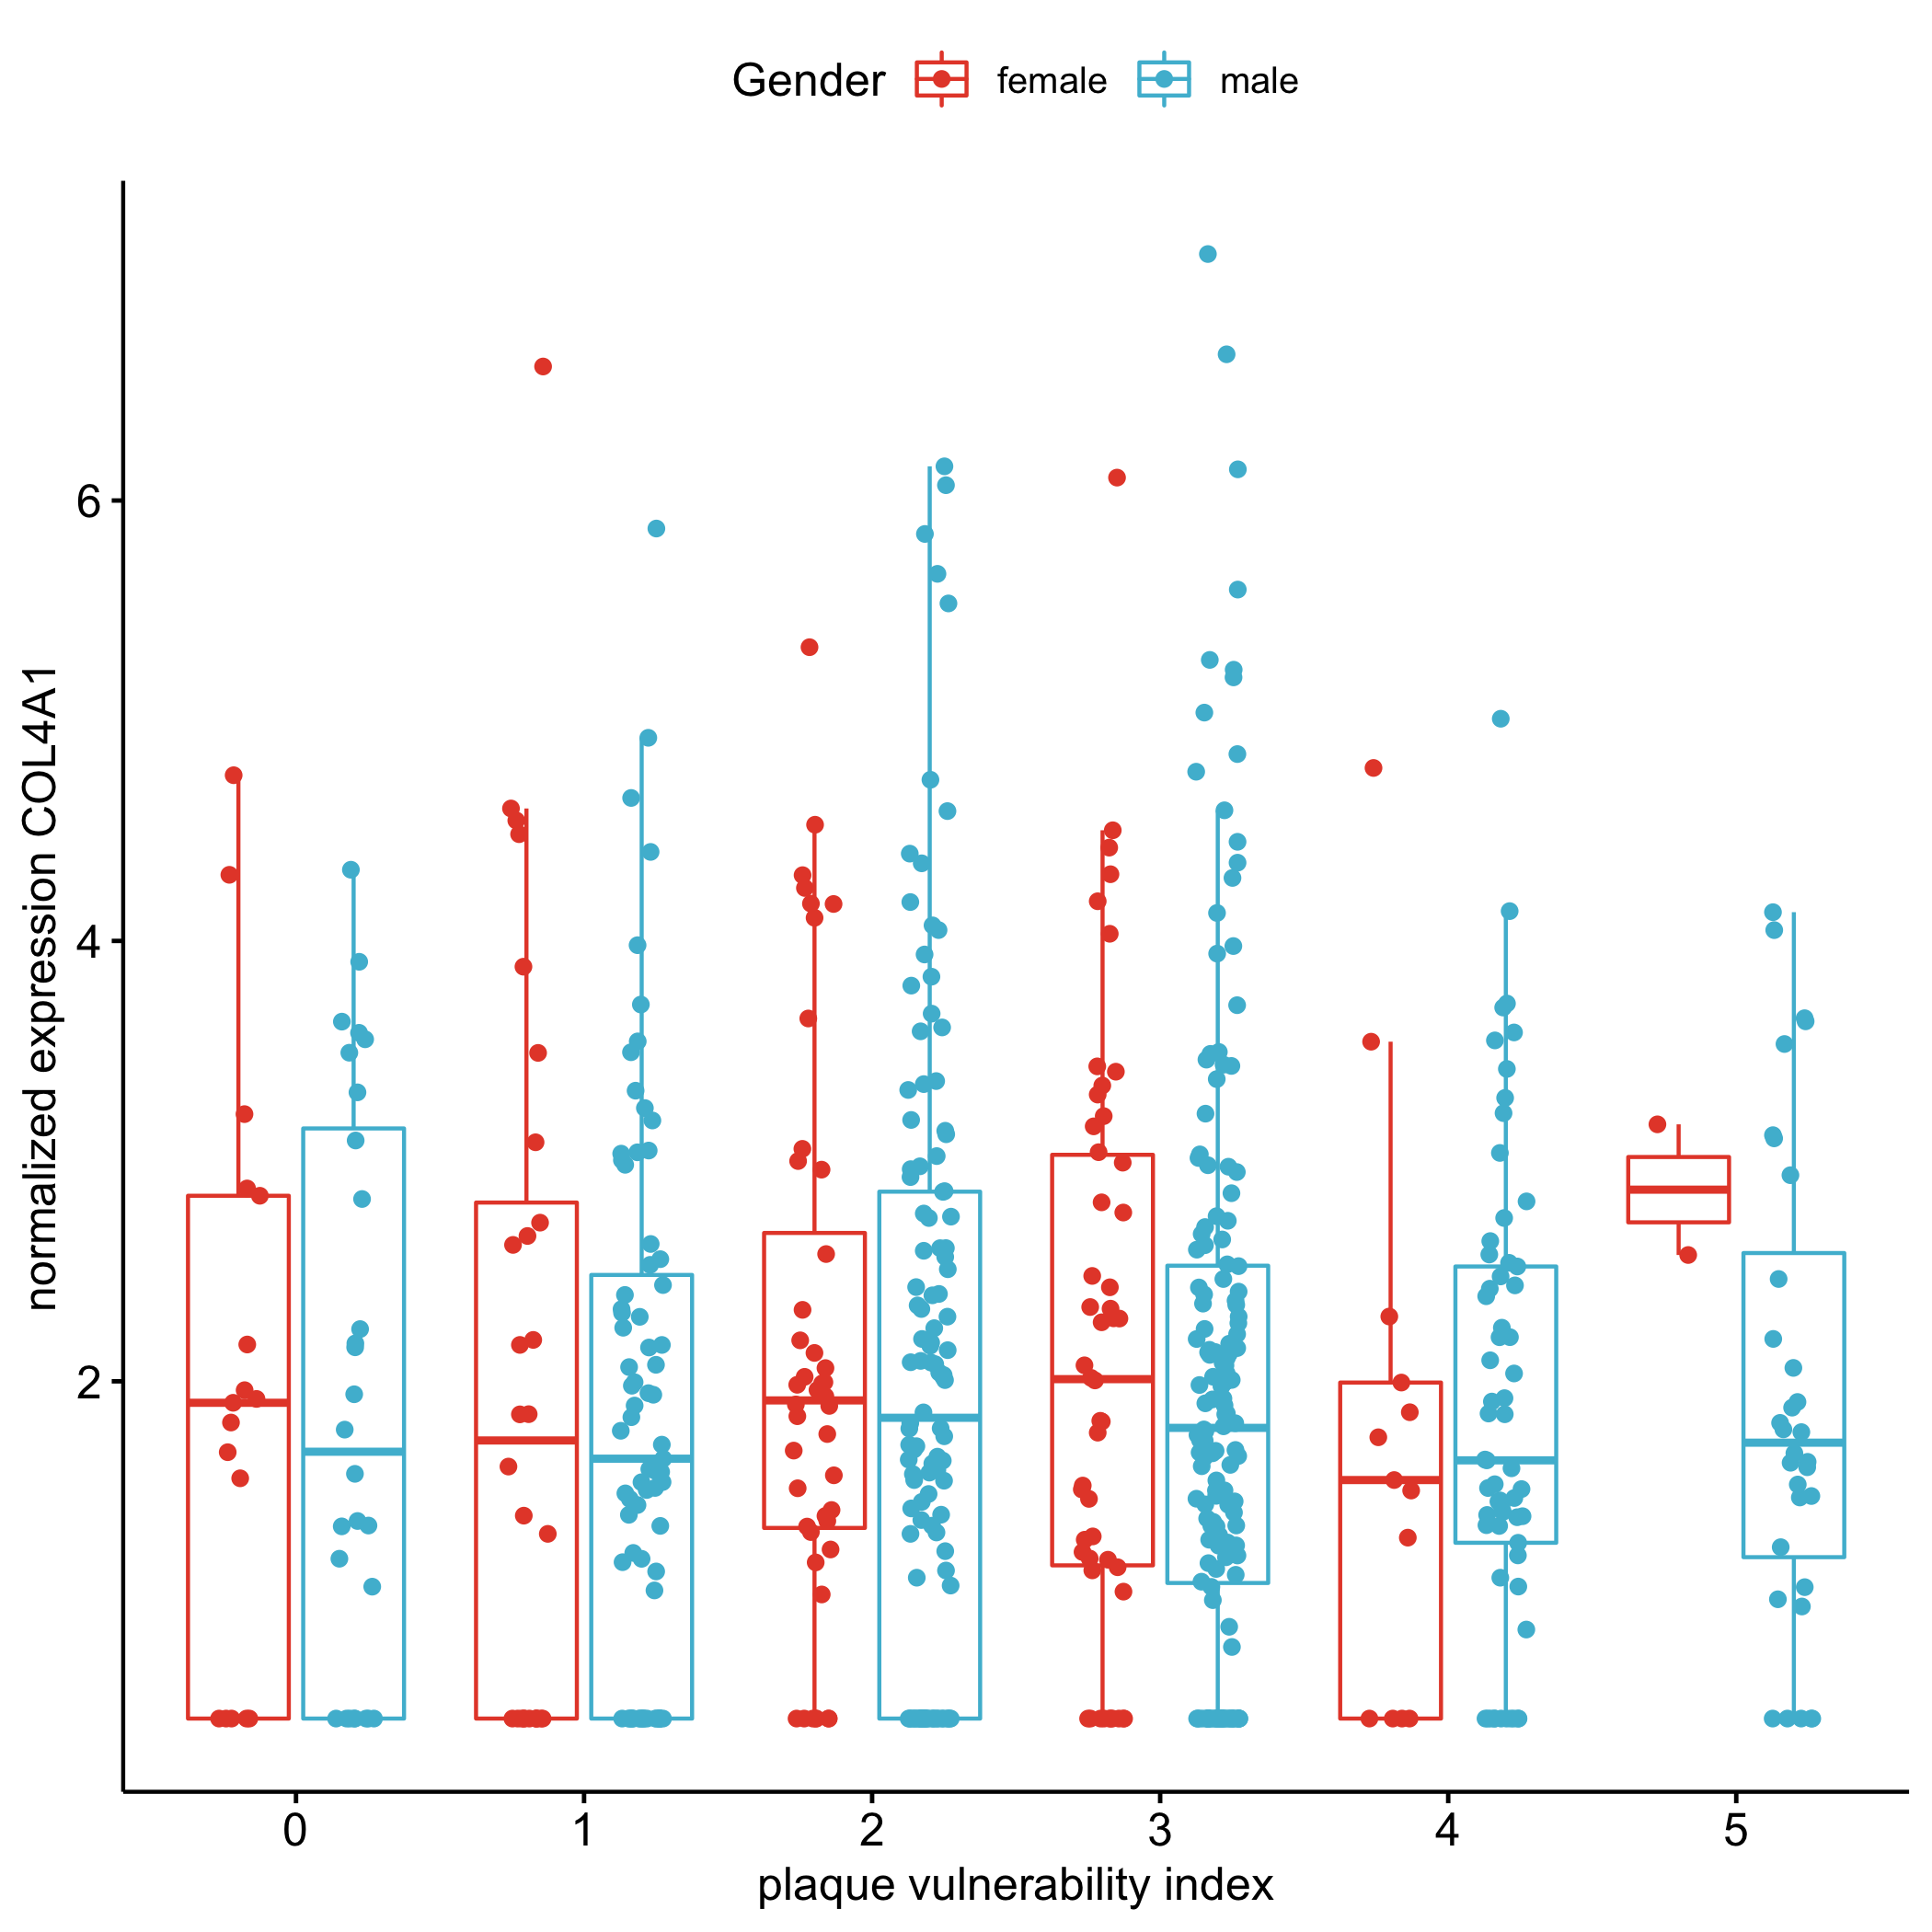 Gender female male
normalized expression COL4A1
6
4
2
0 1 2 3 4 5
plaque vulnerability index